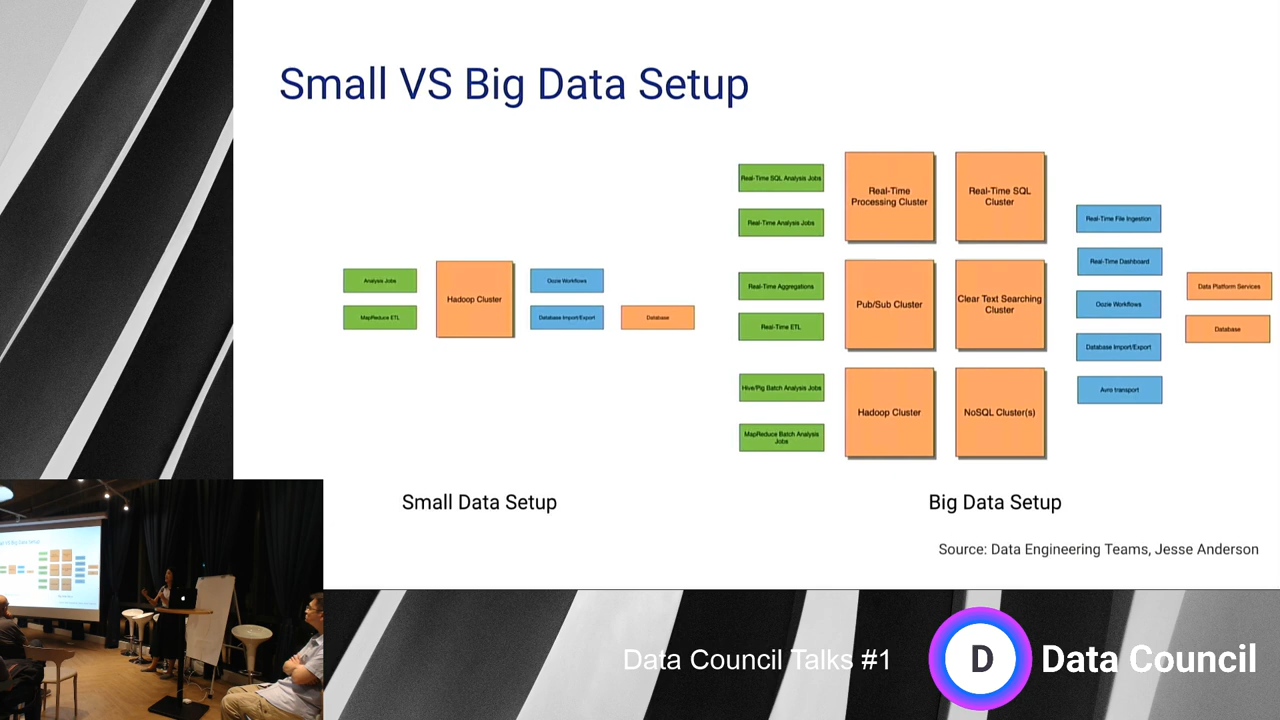 Small VS Big Data Setup
Analysis Jobs
MapReduce ETL
Hadoop Cluster
Oozie Workflows
Database Import/Export
Database
Small Data Setup
Real-Time SQL Analysis Jobs
Real-Time Analysis Jobs
Real-Time Aggregations
Real-Time ETL
Hive/Pig Batch Analysis Jobs
MapReduce Batch Analysis
Jobs
Real-Time
Processing Cluster
Real-Time SQL
Cluster
Pub/Sub Cluster
Clear Text Searching
Cluster
Hadoop Cluster
NoSQL Cluster(s)
Real-Time File Ingestion
Real-Time Dashboard
Oozie Workflows
Database Import/Export
Avro transport
Data Platform Services
Database
Big Data Setup
Source: Data Engineering Teams, Jesse Anderson
Data Council Talks #1
D
Data Council